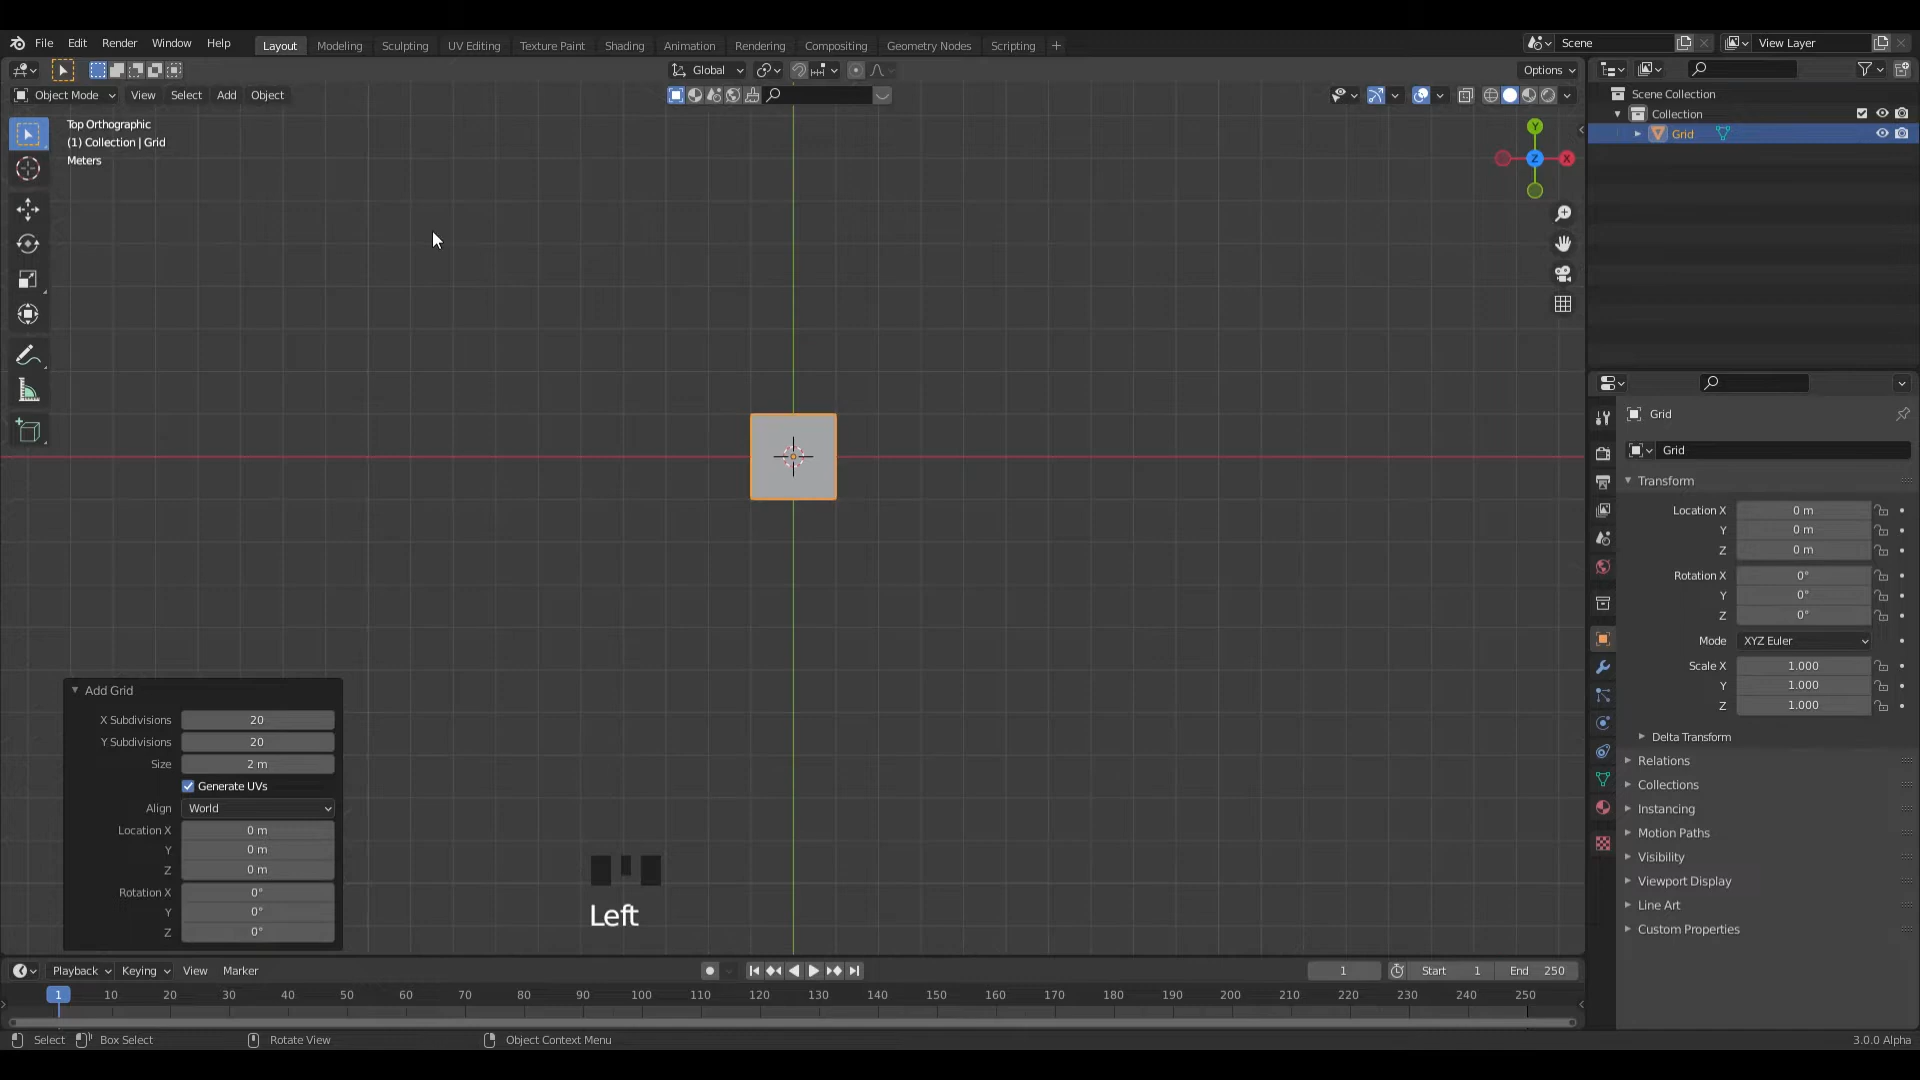 File Edit Render Window Help Layout Modeling Sculpting UV Editing Texture Paint Shading Animation Rendering Compositing Geometry Nodes Scripting + Scene View Layer
Global Options
Object Mode View Select Add Object
Top Orthographic
(1) Collection | Grid
Meters
Y
Z X
Scene Collection
Collection
Grid
Grid
Grid
Transform
Location X 0 m
Y 0 m
Z 0 m
Rotation X 0°
Y 0°
Z 0°
Mode XYZ Euler
Scale X 1.000
Y 1.000
Z 1.000
Delta Transform
Relations
Collections
Instancing
Motion Paths
Visibility
Viewport Display
Line Art
Custom Properties
Add Grid
X Subdivisions 20
Y Subdivisions 20
Size 2 m
Generate UVs
Align World
Location X 0 m
Y 0 m
Z 0 m
Rotation X 0°
Y 0°
Z 0°
Left
Playback Keying View Marker 1 Start 1 End 250
1 10 20 30 40 50 60 70 80 90 100 110 120 130 140 150 160 170 180 190 200 210 220 230 240 250
Select Box Select Rotate View Object Context Menu 3.0.0 Alpha